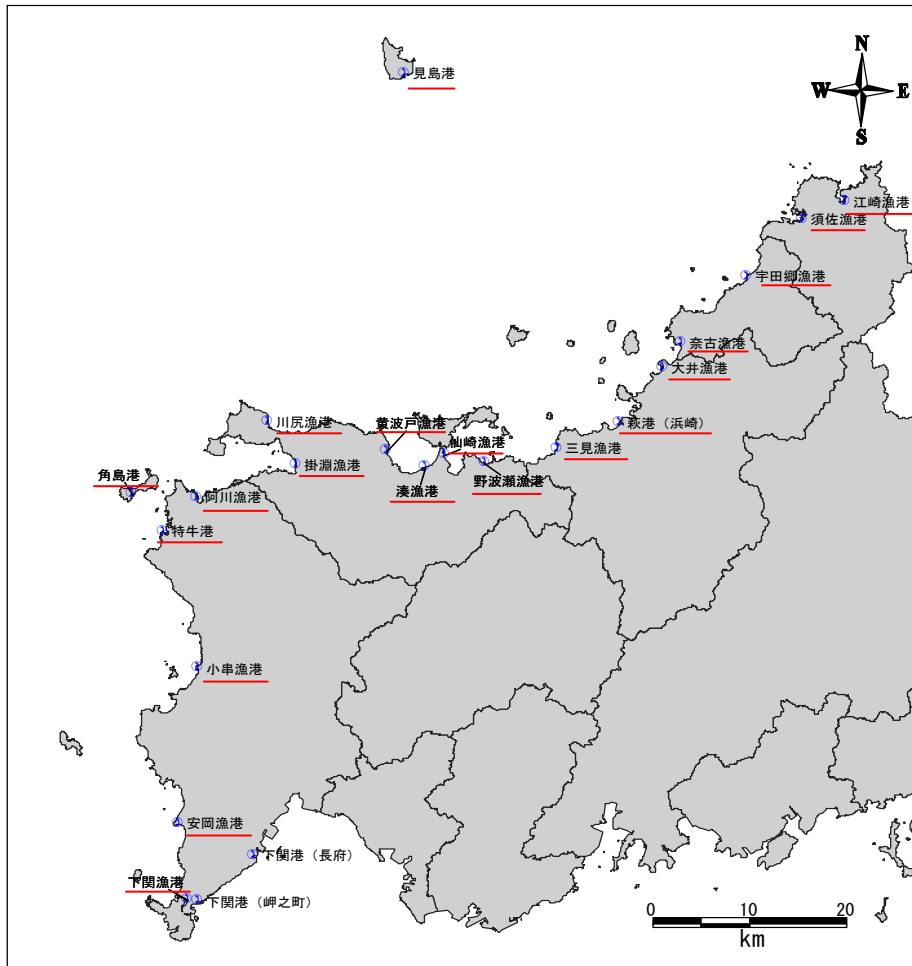 見島港
N
W
E
S
江崎漁港
須佐漁港
宇田郷漁港
奈古漁港
大井漁港
萩港（浜崎）
川尻漁港
黄波戸漁港
仙崎漁港
三見漁港
掛淵漁港
湊漁港
野波瀬漁港
角島港
阿川漁港
特牛港
小串漁港
安岡漁港
下関港（長府）
下関漁港
下関港（岬之町）
0 10 20
km